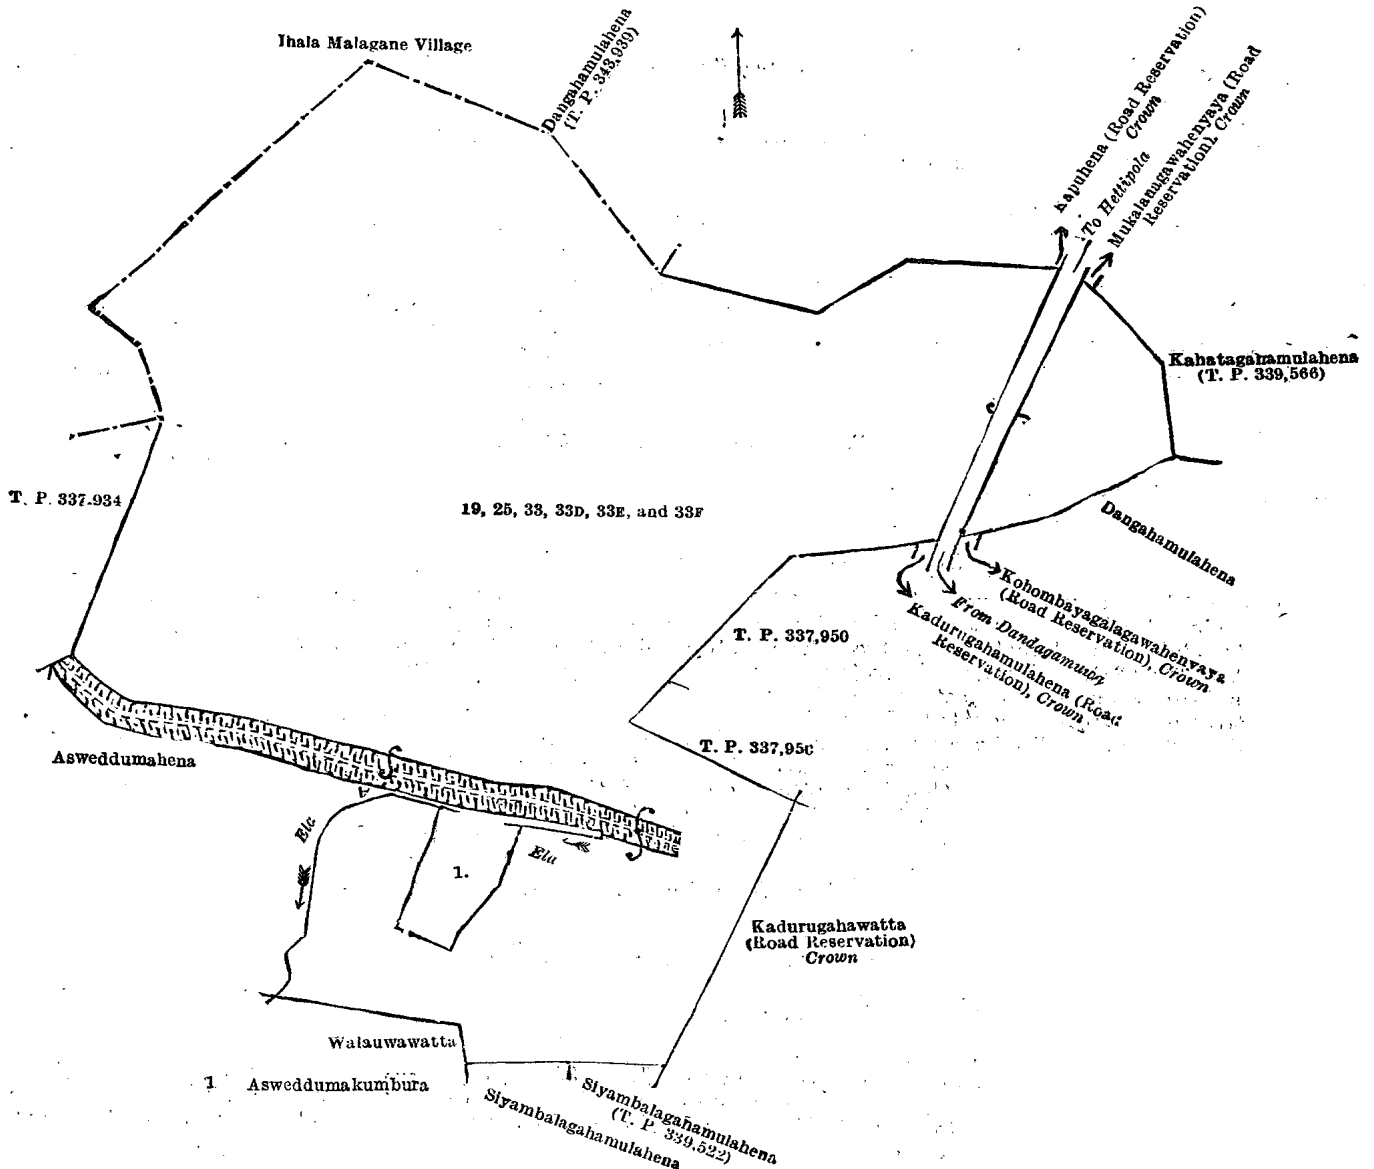 Ihala Malagane Village
Dangahamulahena
(T. P. 343,939)
Kapuhena (Road Reservation)
Crown
To Hettipola
Mukalanugawahenyaya (Road
Reservation), Crown
Kahatagahamulahena
(T. P. 339,566)
T. P. 337.934
19, 25, 33, 33D, 33E, and 33F
Dangahamulahena
Kohombayagalagawahenyaya
(Road Reservation), Crown
From Dandagamuwa
Kadurugahamulahena (Road
Reservation), Crown
T. P. 337,950
T. P. 337,950
Asweddumahena
Ela
Ela
1.
Kadurugahawatta
(Road Reservation)
Crown
Walauwawatta
1 Asweddumakumbura
Siyambalagahamulahena
(T. P. 339,522)
Siyambalagahamulahena